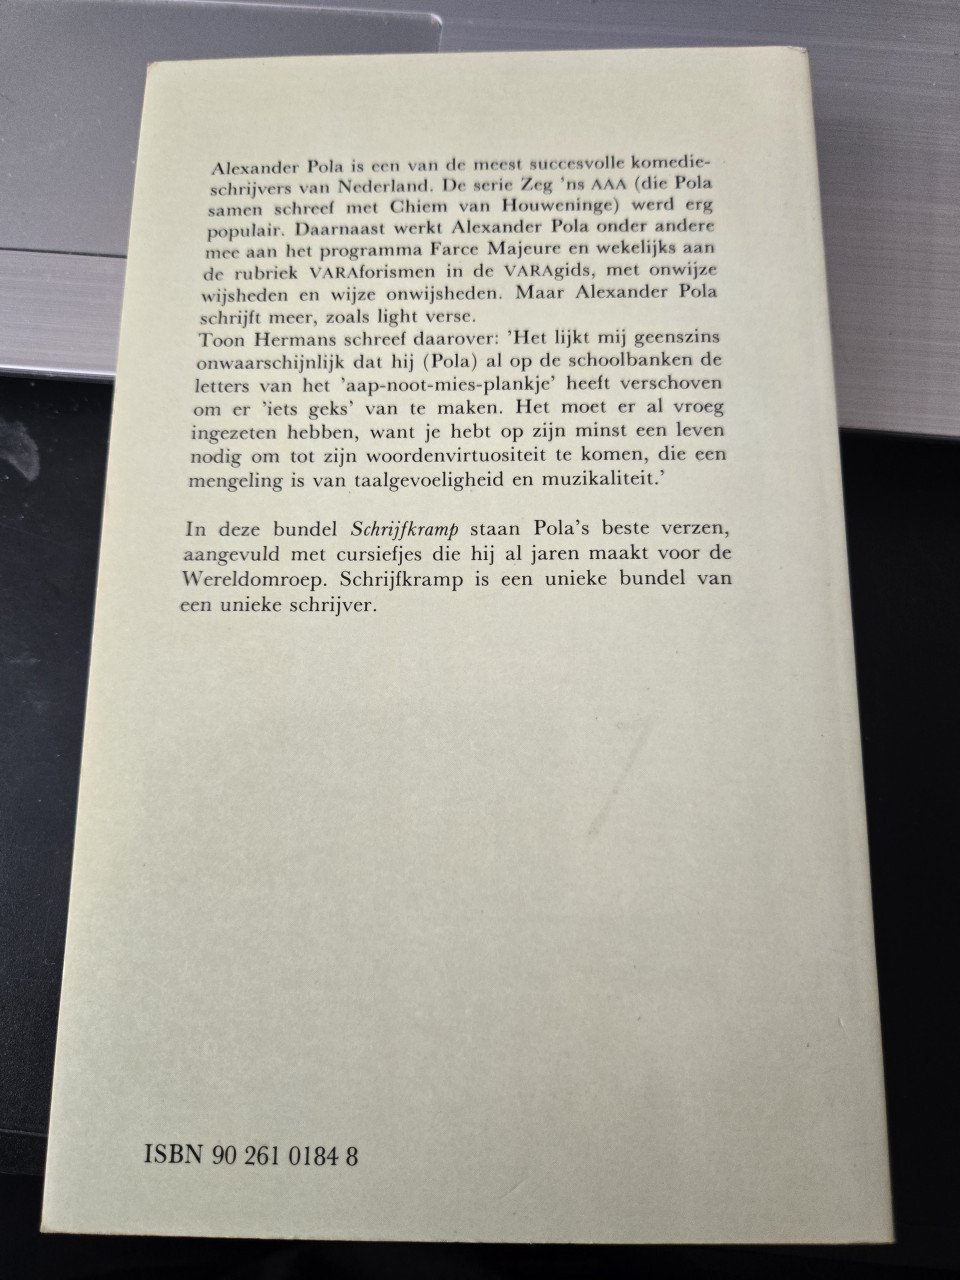 Alexander Pola is een van de meest succesvolle komedie-
schrijvers van Nederland. De serie Zeg 'ns AAA (die Pola
samen schreef met Chiem van Houweninge) werd erg
populair. Daarnaast werkt Alexander Pola onder andere
mee aan het programma Farce Majeure en wekelijks aan
de rubriek VARAforismen in de VARAgids, met onwijze
wijsheden en wijze onwijsheden. Maar Alexander Pola
schrijft meer, zoals light verse.
Toon Hermans schreef daarover: 'Het lijkt mij geenszins
onwaarschijnlijk dat hij (Pola) al op de schoolbanken de
letters van het 'aap-noot-mies-plankje' heeft verschoven
om er 'iets geks' van te maken. Het moet er al vroeg
ingezeten hebben, want je hebt op zijn minst een leven
nodig om tot zijn woordenvirtuositeit te komen, die een
mengeling is van taalgevoeligheid en muzikaliteit.'
In deze bundel Schrijfkramp staan Pola's beste verzen,
aangevuld met cursiefjes die hij al jaren maakt voor de
Wereldomroep. Schrijfkramp is een unieke bundel van
een unieke schrijver.
ISBN 90 261 0184 8